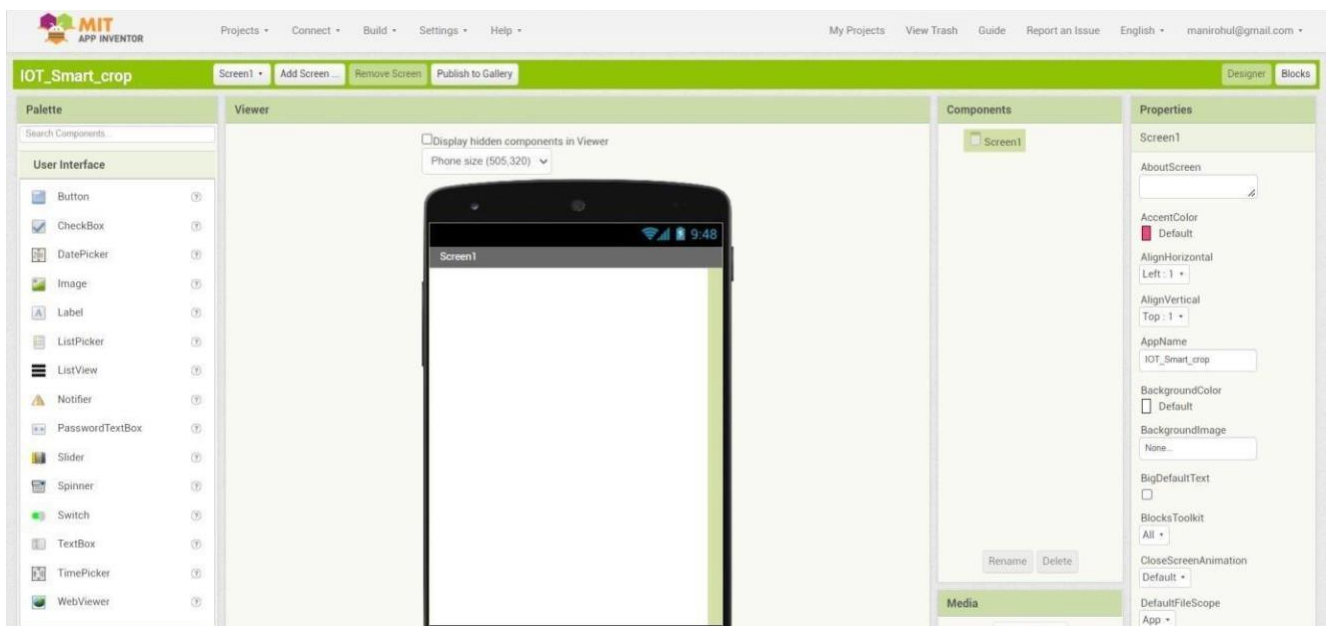 MIT
APP INVENTOR
Projects Connect Build Settings Help My Projects View Trash Guide Report an Issue English manirohul@gmail.com
IOT_Smart_crop Screen1 Add Screen ... Remove Screen Publish to Gallery Designer Blocks
Palette
Search Components...
User Interface
Button
CheckBox
DatePicker
Image
Label
ListPicker
ListView
Notifier
PasswordTextBox
Slider
Spinner
Switch
TextBox
TimePicker
WebViewer
Viewer
Display hidden components in Viewer
Phone size (505,320)
9:48
Screen1
Components
Screen1
Rename Delete
Media
Properties
Screen1
AboutScreen
AccentColor
Default
AlignHorizontal
Left : 1
AlignVertical
Top : 1
AppName
IOT_Smart_crop
BackgroundColor
Default
BackgroundImage
None...
BigDefaultText
BlocksToolkit
All
CloseScreenAnimation
Default
DefaultFileScope
App